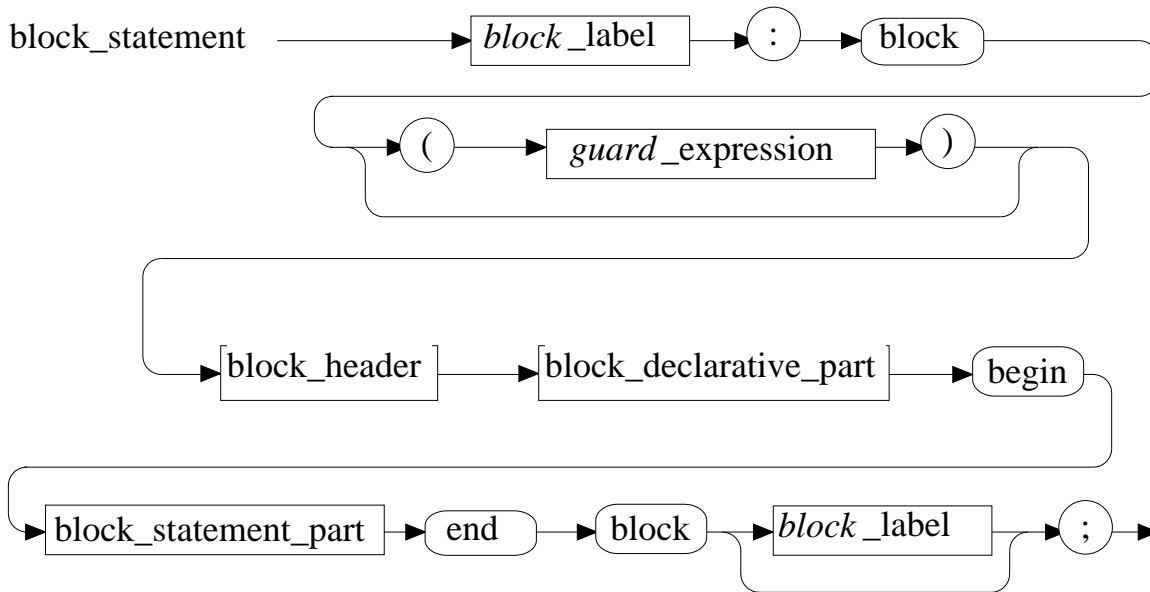 block_statement block_label : block
( guard_expression )
block_header block_declarative_part begin
block_statement_part end block block_label ;